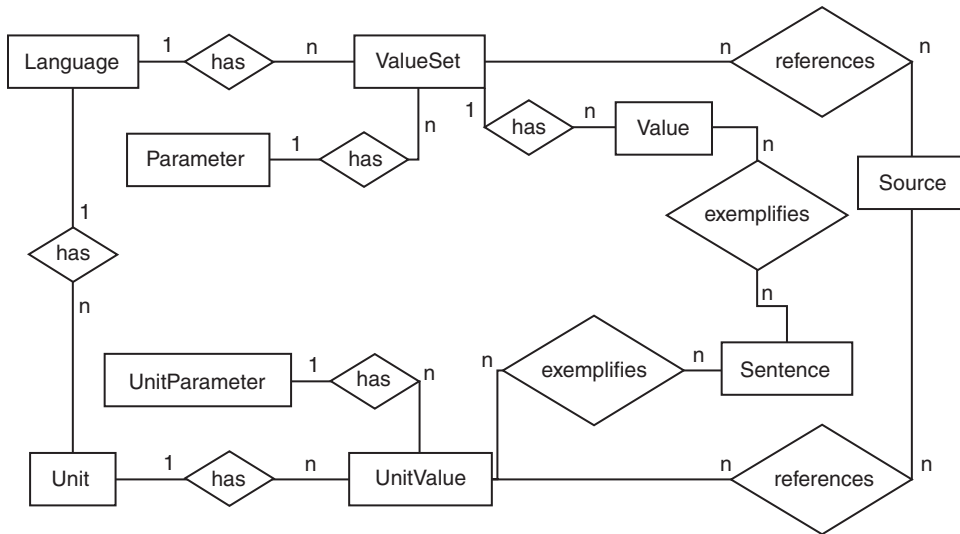 Language
1
has
n
ValueSet
n
references
n
Parameter
1
has
n
1
has
n
Value
n
exemplifies
n
Source
1
has
n
UnitParameter
1
has
n
n
exemplifies
n
Sentence
Unit
1
has
n
UnitValue
n
references
n